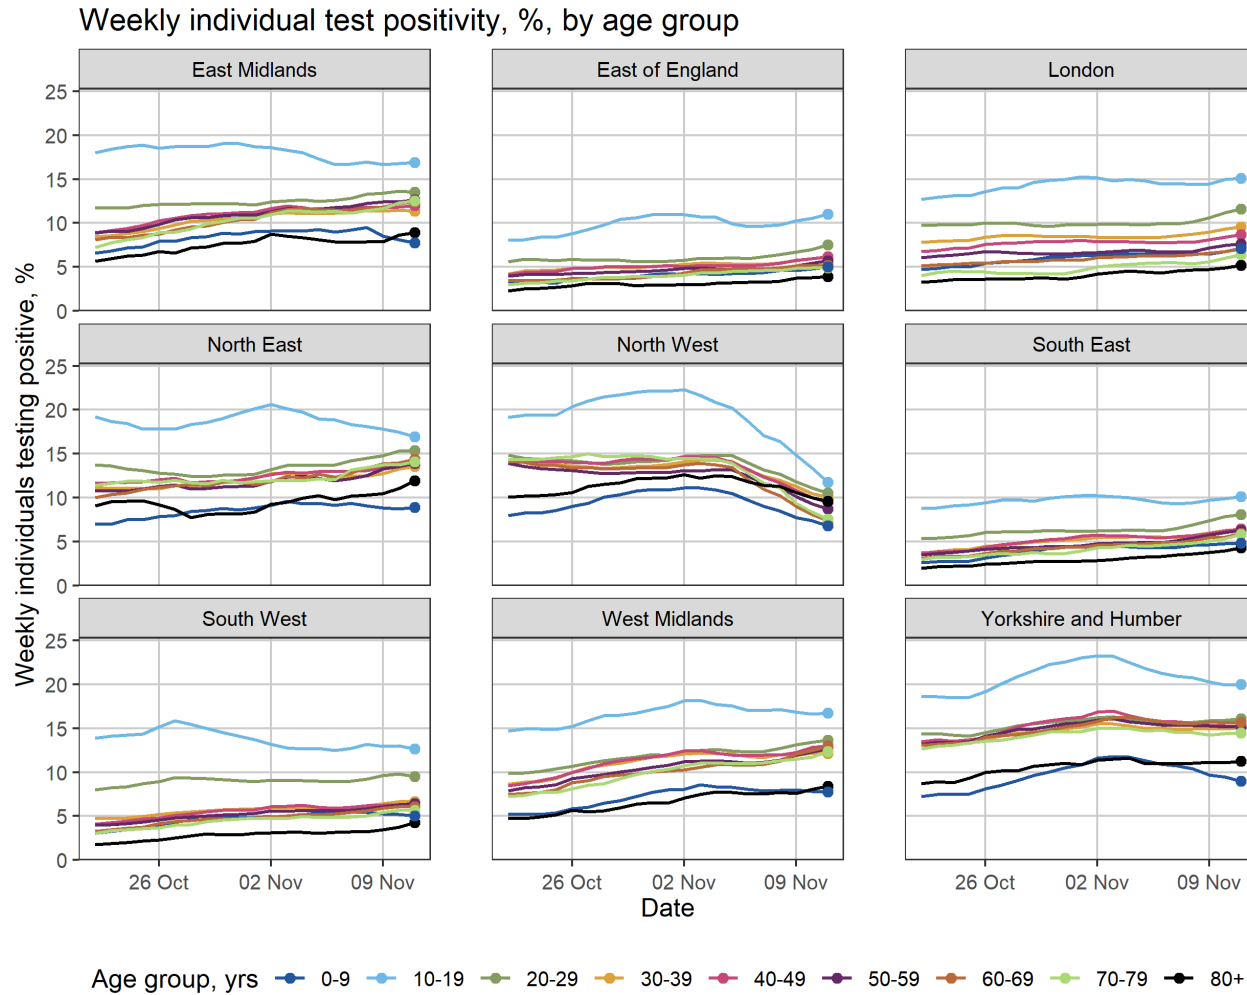 Weekly individual test positivity, %, by age group
East Midlands
East of England
London
25
20
15
10
5
0
North East
North West
South East
25
20
15
10
5
0
South West
West Midlands
Yorkshire and Humber
25
20
15
10
5
0
Weekly individuals testing positive, %
26 Oct 02 Nov 09 Nov
26 Oct 02 Nov 09 Nov
26 Oct 02 Nov 09 Nov
Date
Age group, yrs 0-9 10-19 20-29 30-39 40-49 50-59 60-69 70-79 80+